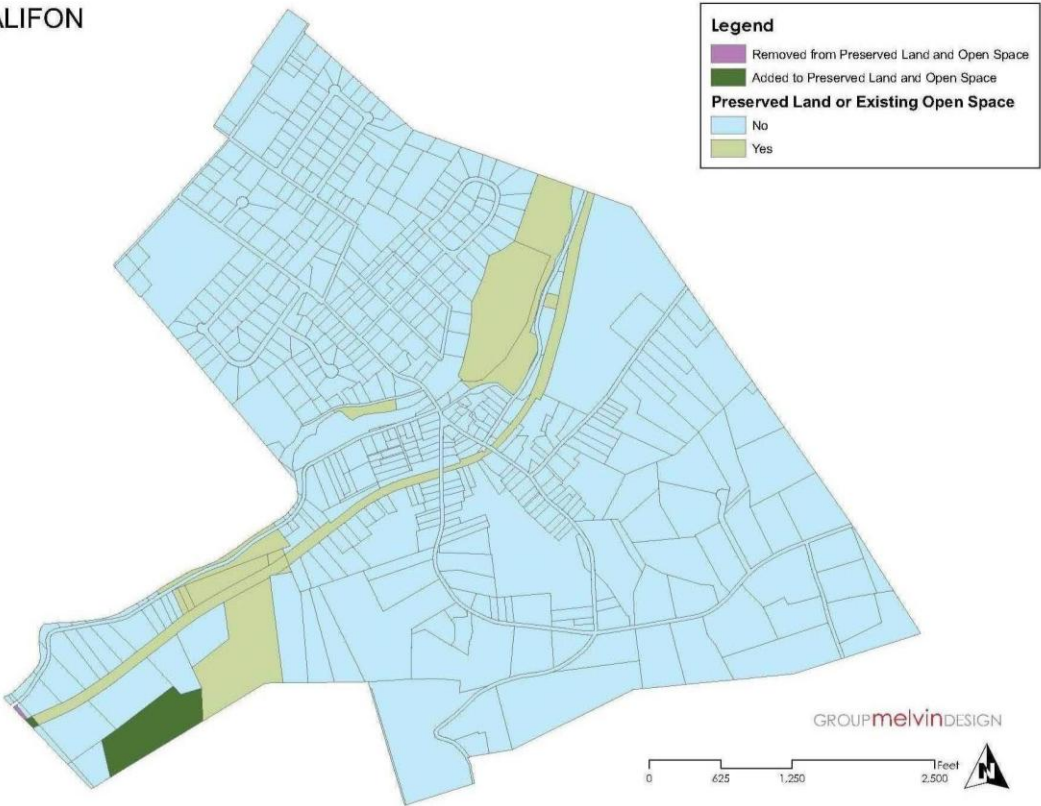 ALIFON
Legend
Removed from Preserved Land and Open Space
Added to Preserved Land and Open Space
Preserved Land or Existing Open Space
No
Yes
GROUPmelvinDESIGN
Feet
0 625 1,250 2,500
N